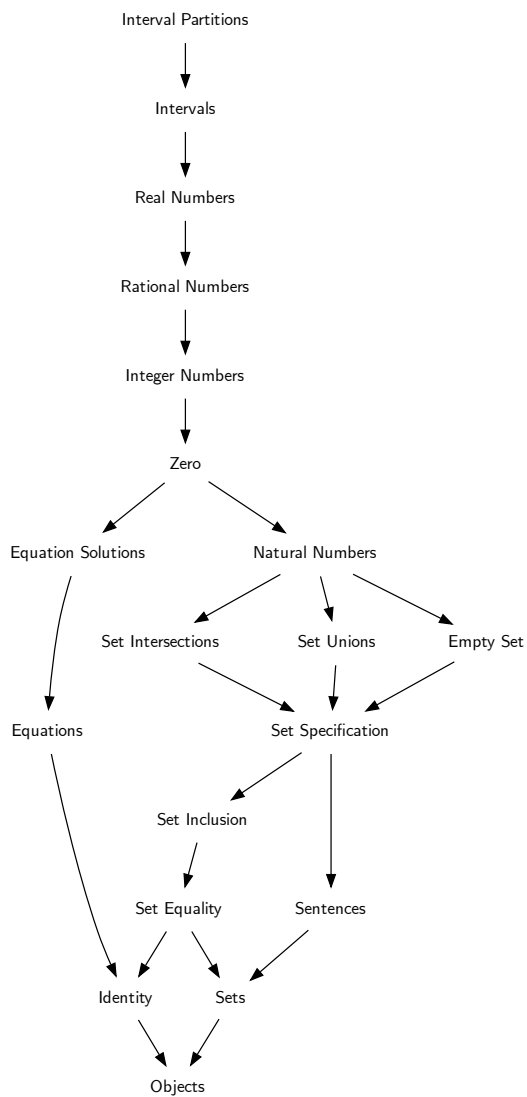 Interval Partitions
Intervals
Real Numbers
Rational Numbers
Integer Numbers
Zero
Equation Solutions
Natural Numbers
Set Intersections
Set Unions
Empty Set
Equations
Set Specification
Set Inclusion
Set Equality
Sentences
Identity
Sets
Objects